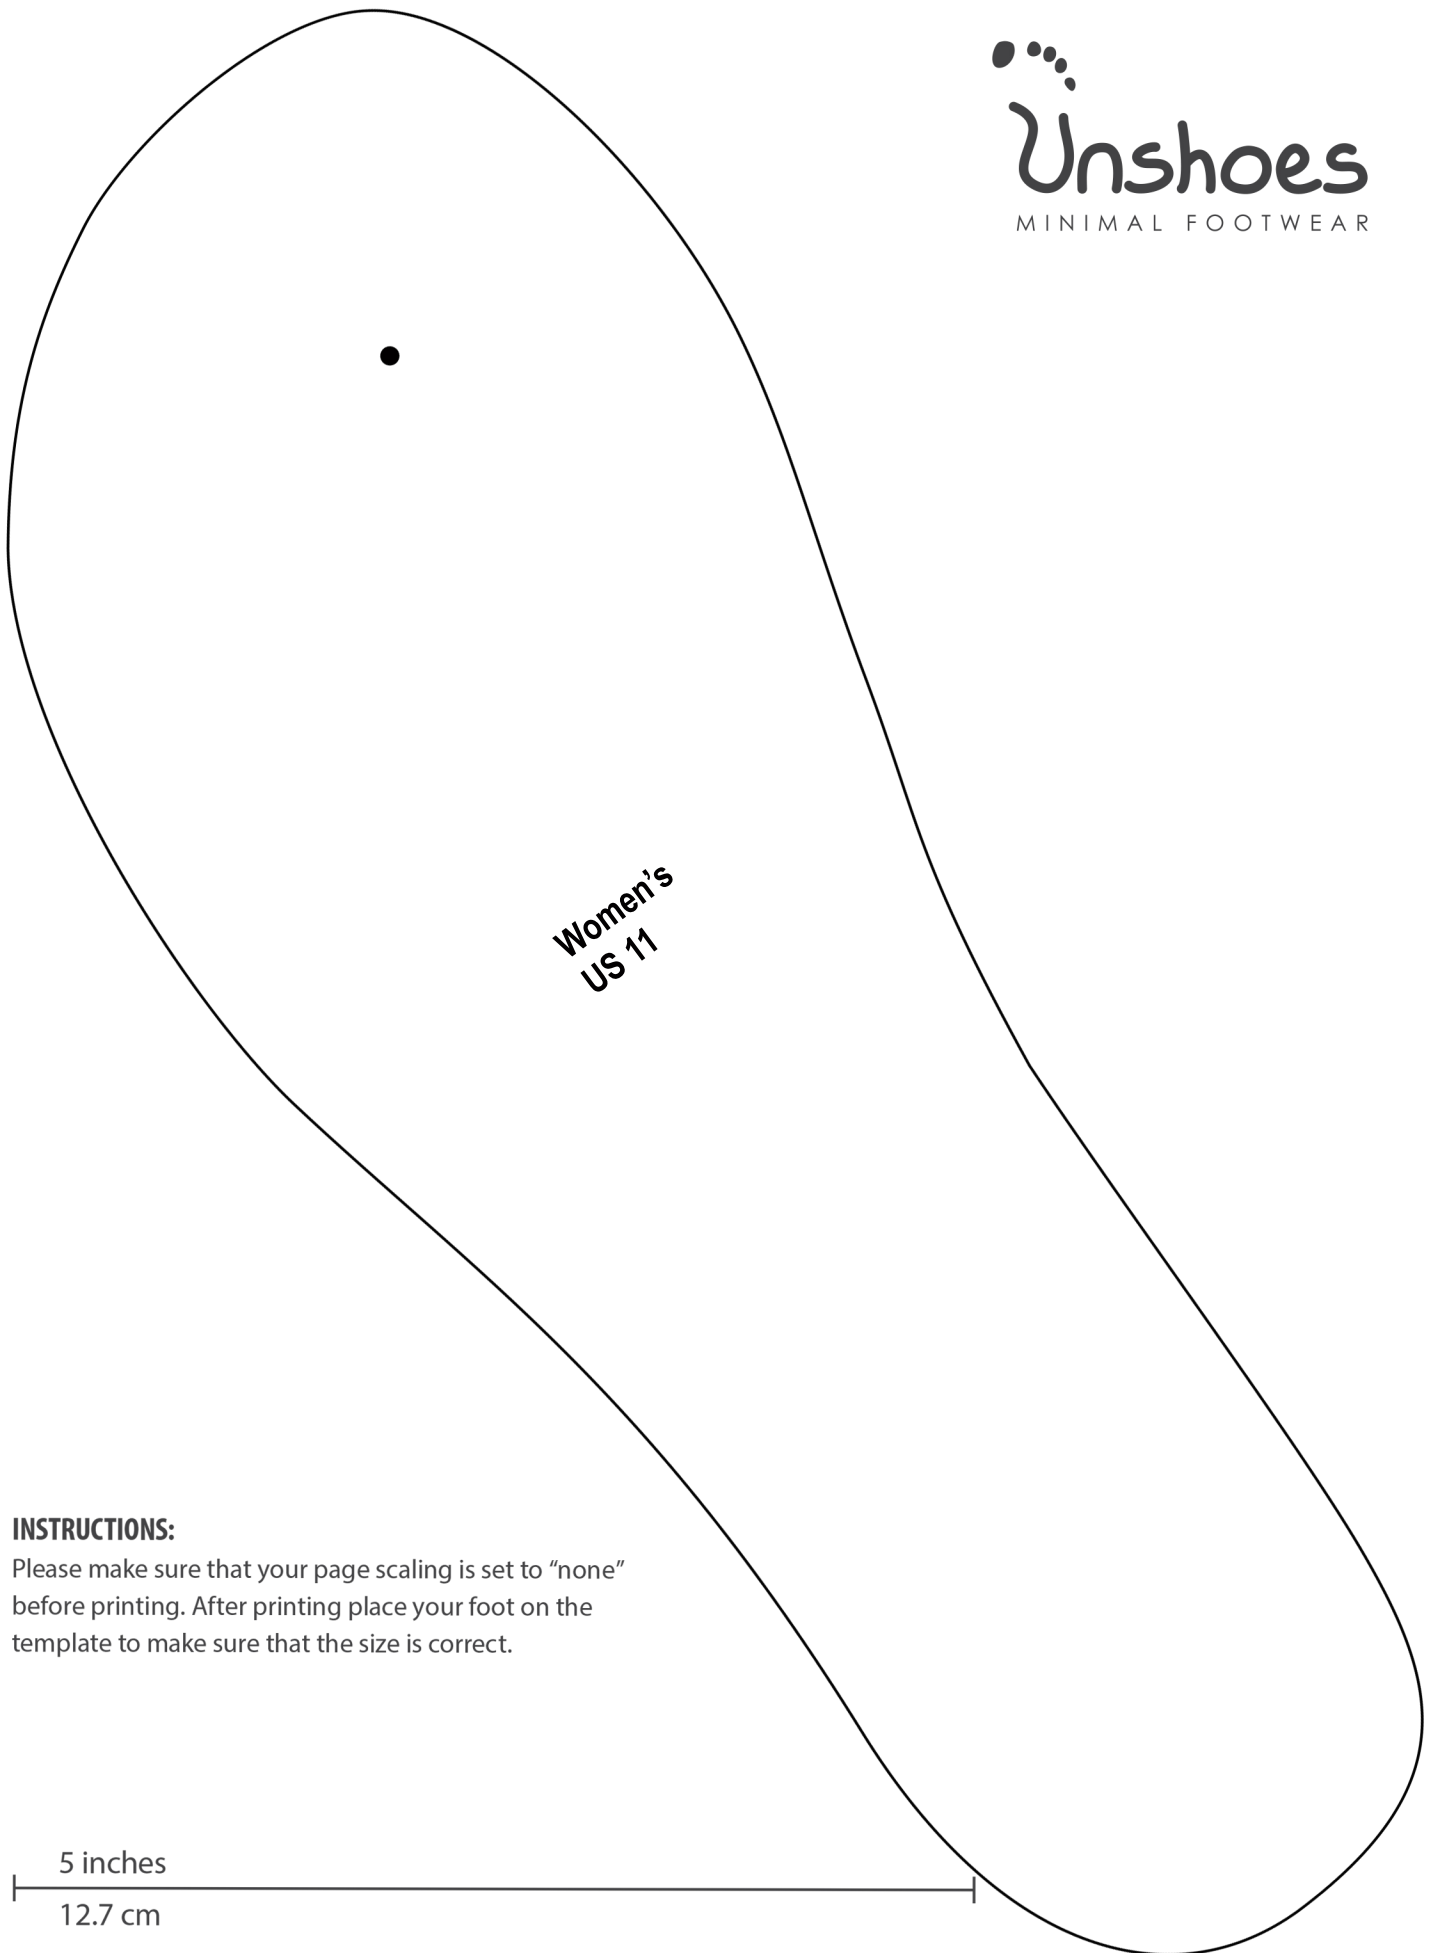 Unshoes
MINIMAL FOOTWEAR
Women’s
US 11
INSTRUCTIONS:
Please make sure that your page scaling is set to “none”
before printing. After printing place your foot on the
template to make sure that the size is correct.
5 inches
12.7 cm